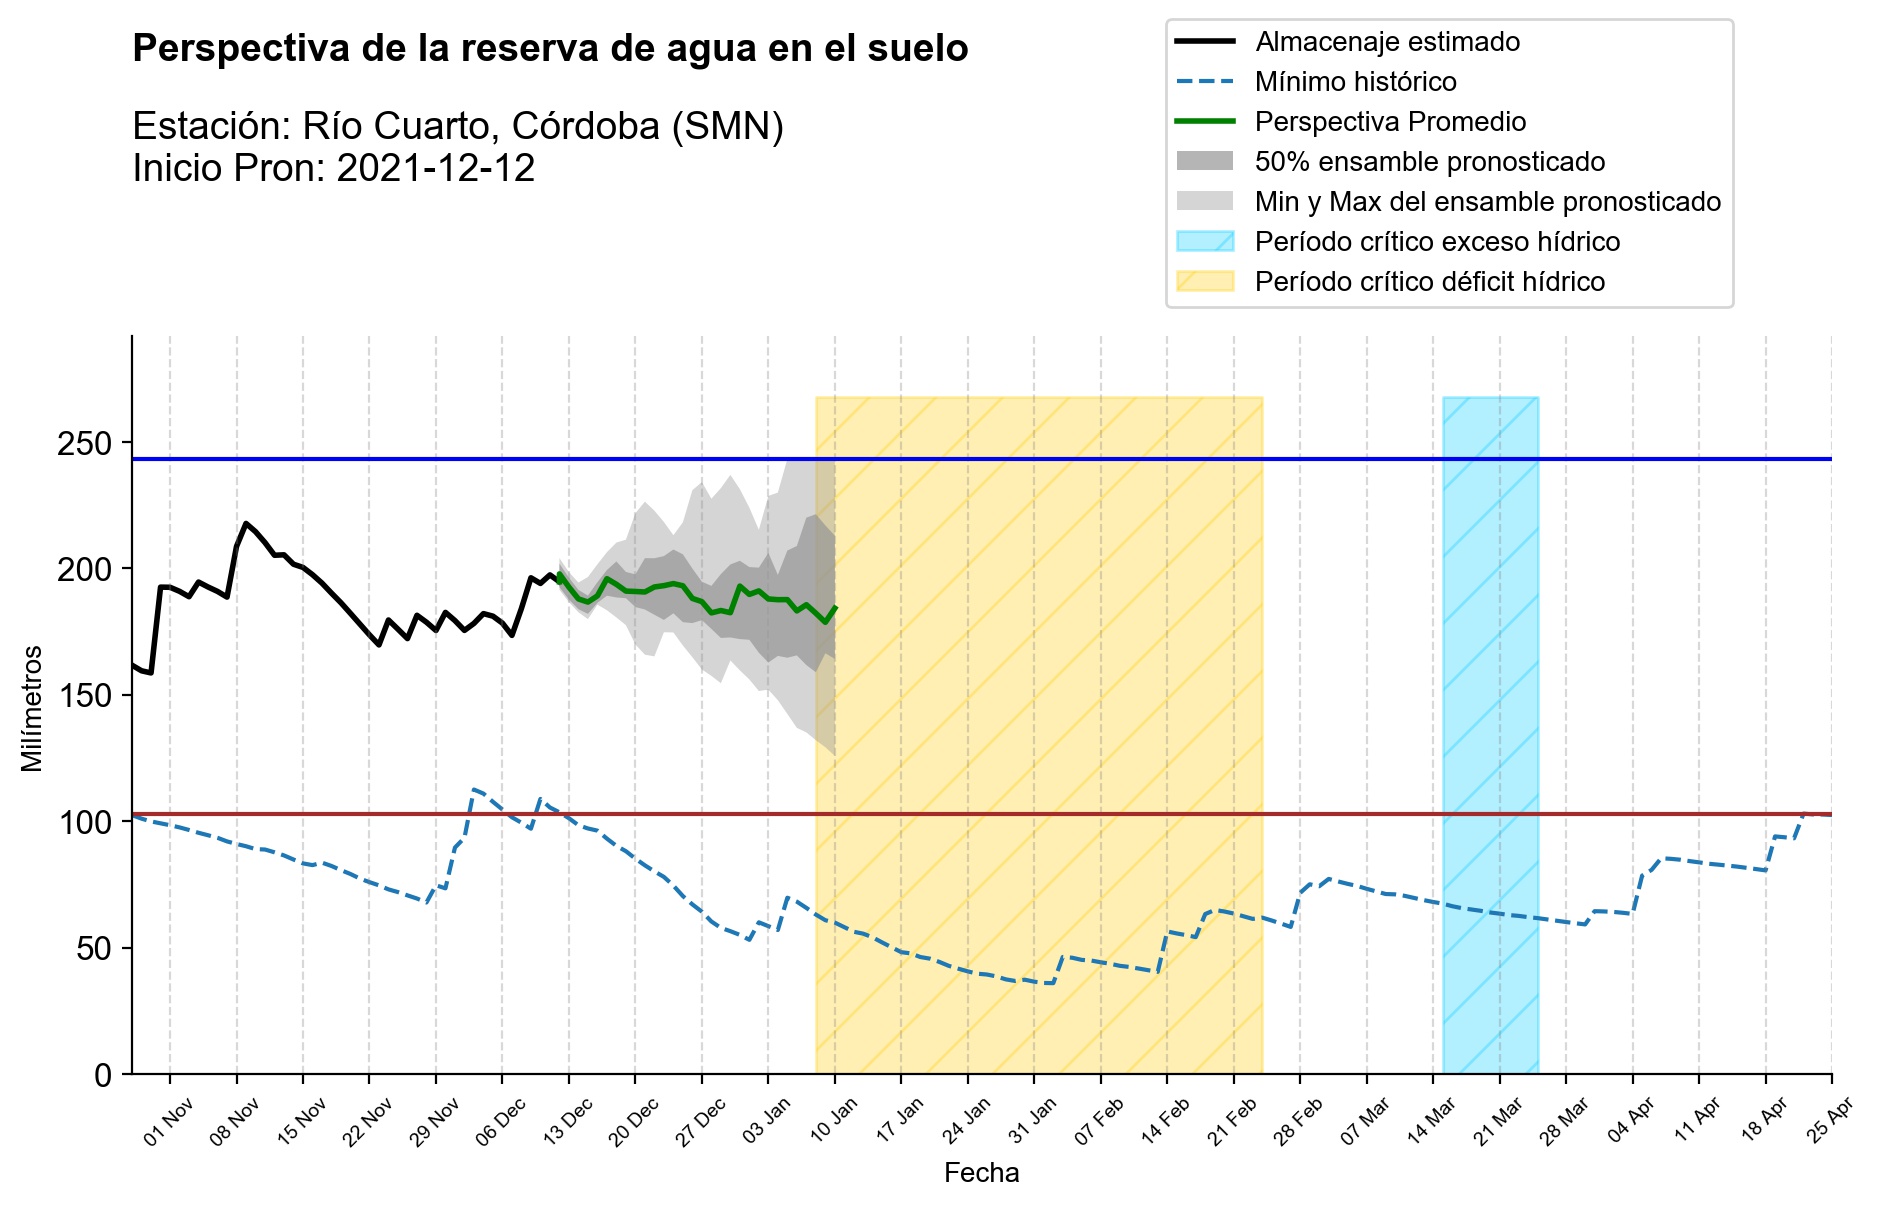 Perspectiva de la reserva de agua en el suelo
Estación: Río Cuarto, Córdoba (SMN)
Inicio Pron: 2021-12-12
Almacenaje estimado
Mínimo histórico
Perspectiva Promedio
50% ensamble pronosticado
Min y Max del ensamble pronosticado
Período crítico exceso hídrico
Período crítico déficit hídrico
Milímetros
250
200
150
100
50
0
01 Nov 08 Nov 15 Nov 22 Nov 29 Nov 06 Dec 13 Dec 20 Dec 27 Dec 03 Jan 10 Jan 17 Jan 24 Jan 31 Jan 07 Feb 14 Feb 21 Feb 28 Feb 07 Mar 14 Mar 21 Mar 28 Mar 04 Apr 11 Apr 18 Apr 25 Apr
Fecha